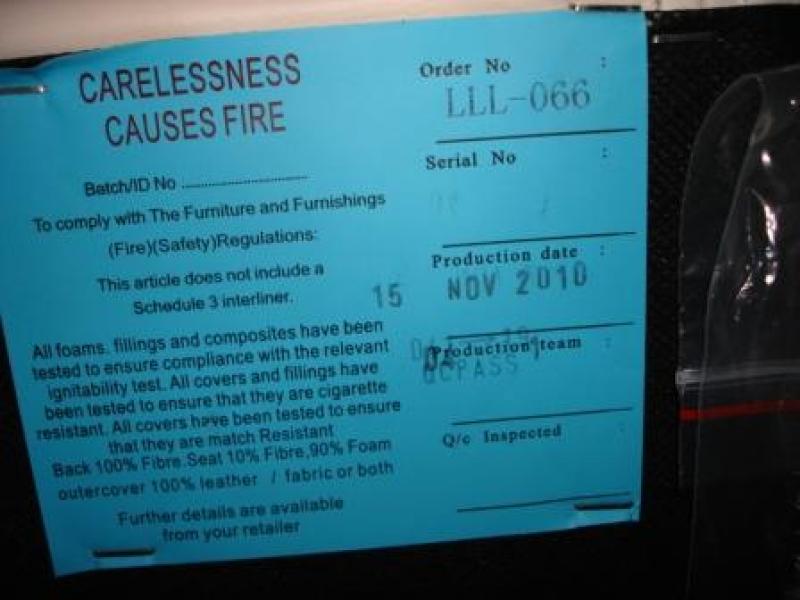 CARELESSNESS
CAUSES FIRE
Batch/ID No ................................
To comply with The Furniture and Furnishings
(Fire)(Safety)Regulations:
This article does not include a
Schedule 3 interliner.
All foams, fillings and composites have been
tested to ensure compliance with the relevant
ignitability test. All covers and fillings have
been tested to ensure that they are cigarette
resistant. All covers have been tested to ensure
that they are match Resistant
Back 100% Fibre.Seat 10% Fibre,90% Foam
outercover 100% leather / fabric or both
Further details are available
from your retailer
Order No :
LLL-066
Serial No :
Production date :
15 NOV 2010
Production team :
QCPASS
Q/c Inspected :